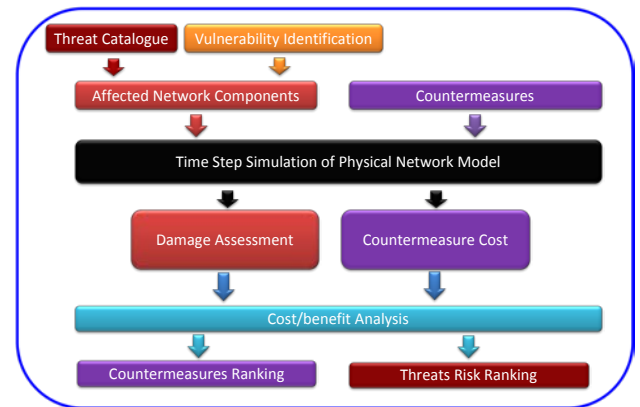 Threat Catalogue
Vulnerability Identification
Affected Network Components
Countermeasures
Time Step Simulation of Physical Network Model
Damage Assessment
Countermeasure Cost
Cost/benefit Analysis
Countermeasures Ranking
Threats Risk Ranking